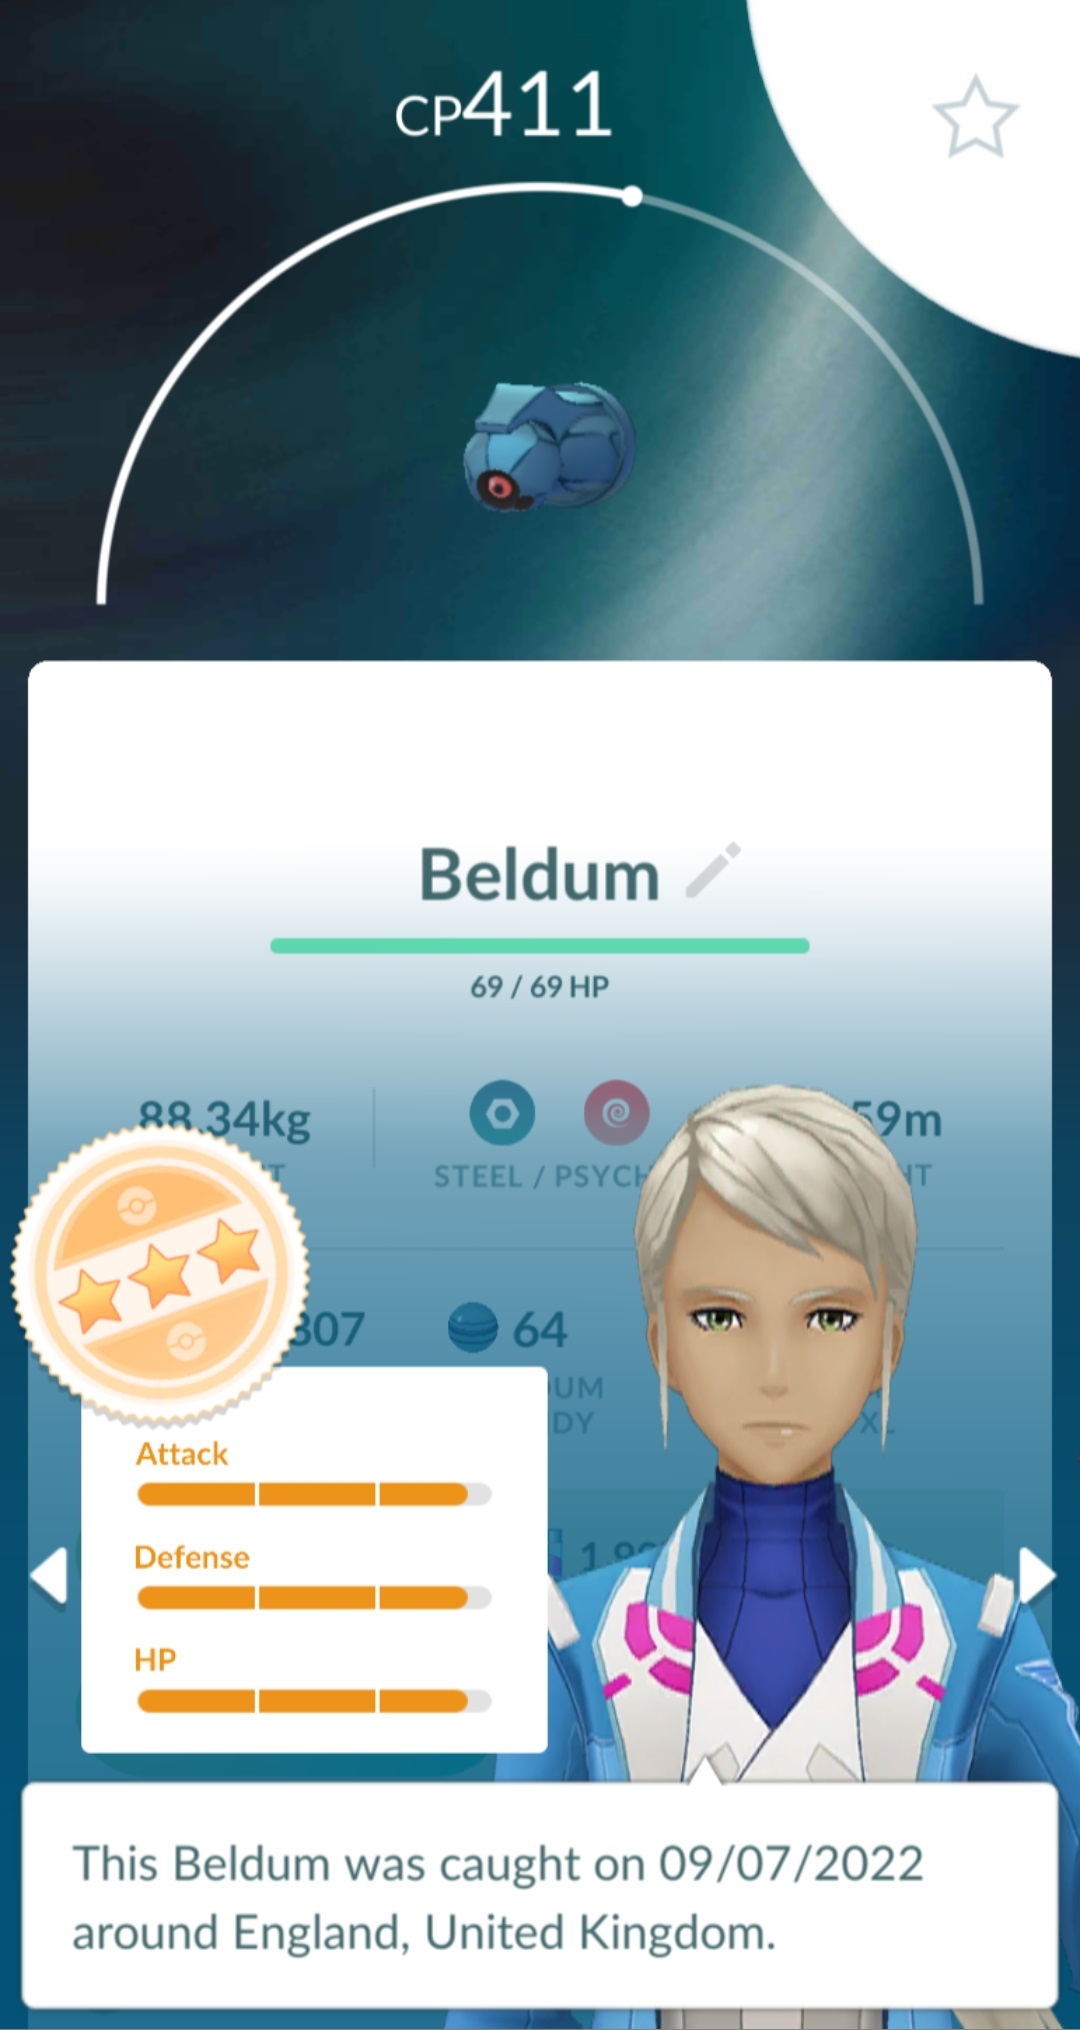 CP411
Beldum
69 / 69 HP
88.34kg
59m
STEEL / PSYCH
307
64
Attack
Defense
HP
This Beldum was caught on 09/07/2022
around England, United Kingdom.